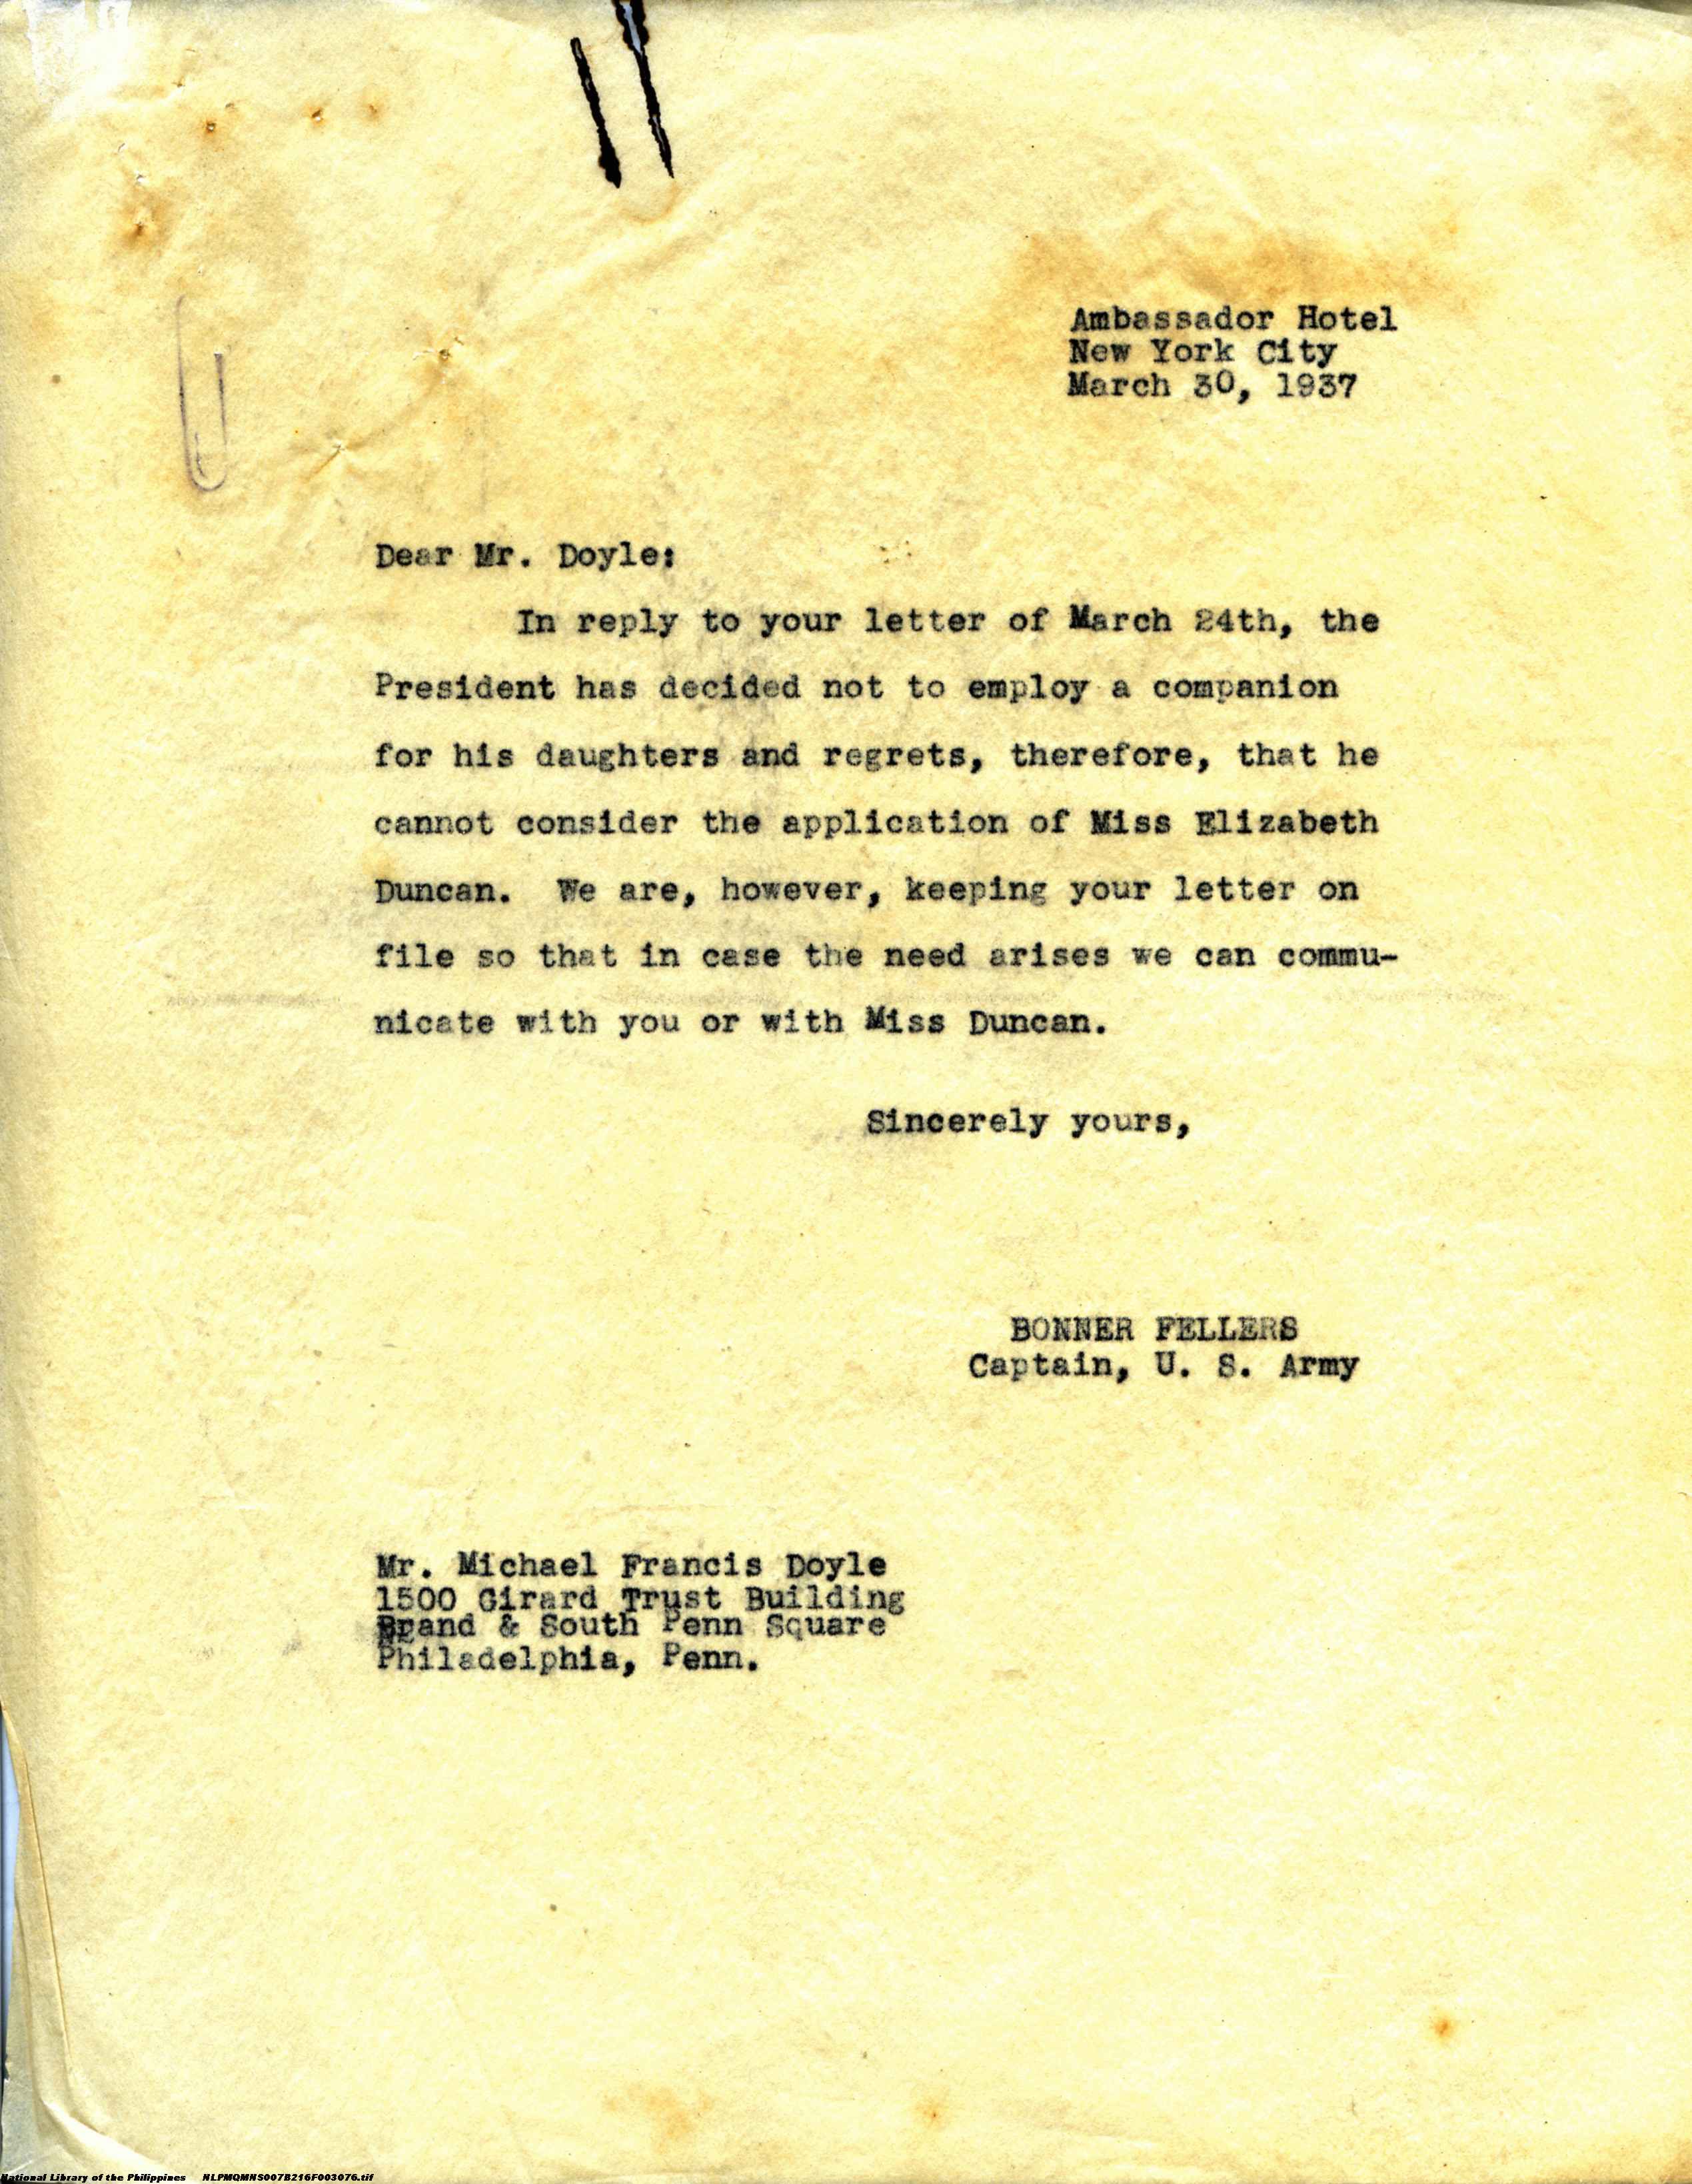 Ambassador Hotel
New York City
March 30, 1937
Dear Mr. Doyle:
In reply to your letter of March 24th, the
President has decided not to employ a companion
for his daughters and regrets, therefore, that he
cannot consider the application of Miss Elizabeth
Duncan. We are, however, keeping your letter on
file so that in case the need arises we can commu-
nicate with you or with Miss Duncan.
Sincerely yours,
BONNER FELLERS
Captain, U. S. Army
Mr. Michael Francis Doyle
1500 Girard Trust Building
Brand & South Penn Square
Philadelphia, Penn.
National Library of the Philippines NLPMQMNS007B216F003076.tif